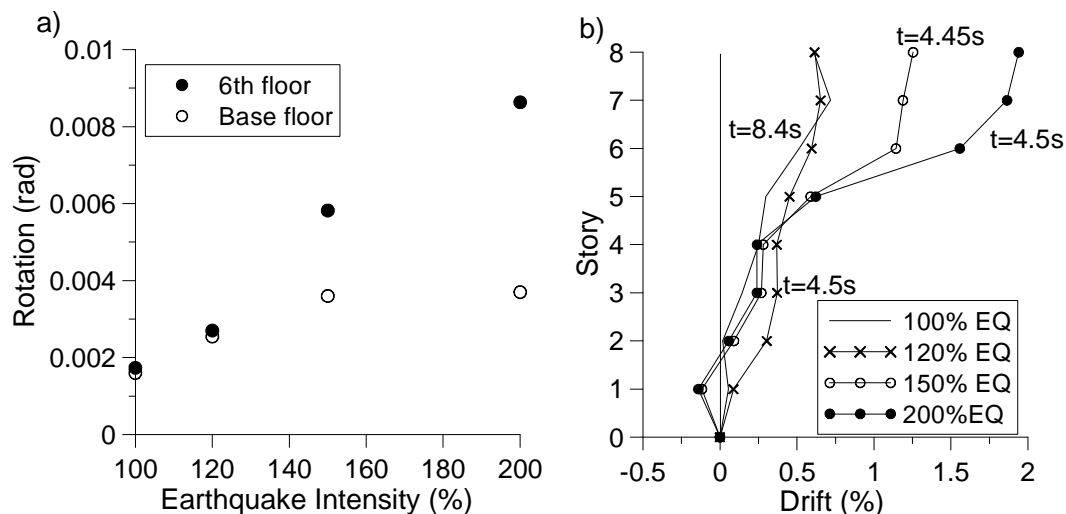 a)
0.01
0.008
0.006
0.004
0.002
0
Rotation (rad)
6th floor
Base floor
100 120 140 160 180 200
Earthquake Intensity (%)
b)
8
7
6
5
4
3
2
1
0
Story
t=4.45s
t=8.4s
t=4.5s
t=4.5s
100% EQ
120% EQ
150% EQ
200%EQ
-0.5 0 0.5 1 1.5 2
Drift (%)